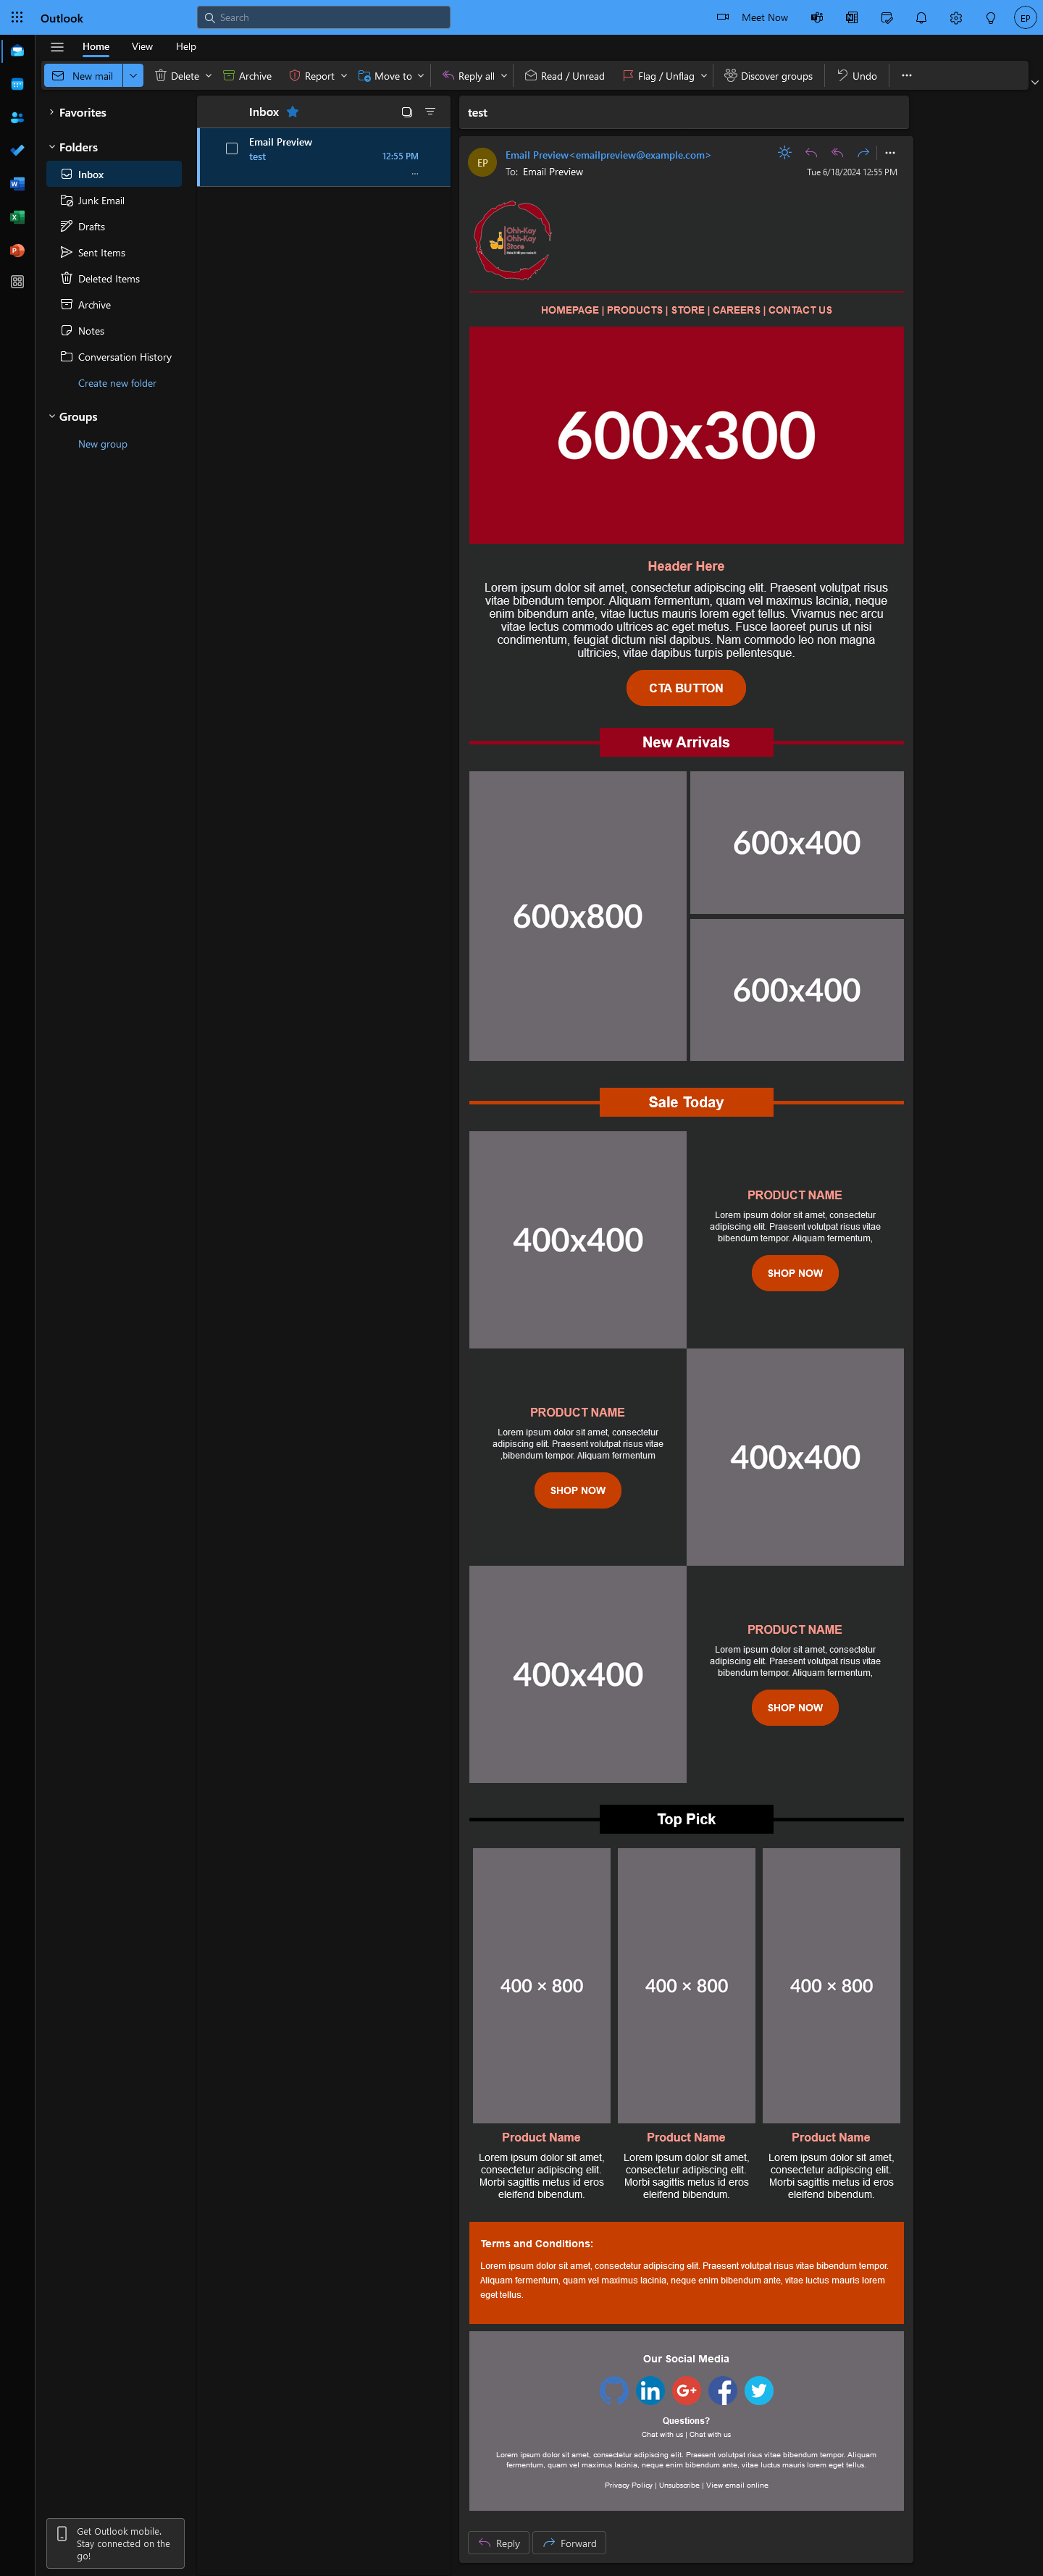 Outlook
Search
Meet Now
EP
Home
View
Help
New mail
Delete
Archive
Report
Move to
Reply all
Read / Unread
Flag / Unflag
Discover groups
Undo
Favorites
Folders
Inbox
Junk Email
Drafts
Sent Items
Deleted Items
Archive
Notes
Conversation History
Create new folder
Groups
New group
Get Outlook mobile.
Stay connected on the
go!
Inbox
Email Preview
test
12:55 PM
...
test
EP
Email Preview<emailpreview@example.com>
To: Email Preview
Tue 6/18/2024 12:55 PM
Ohh-Kay
Ohh-Kay
Store
HOMEPAGE | PRODUCTS | STORE | CAREERS | CONTACT US
600x300
Header Here
Lorem ipsum dolor sit amet, consectetur adipiscing elit. Praesent volutpat risus
vitae bibendum tempor. Aliquam fermentum, quam vel maximus lacinia, neque
enim bibendum ante, vitae luctus mauris lorem eget tellus. Vivamus nec arcu
vitae lectus commodo ultrices ac eget metus. Fusce laoreet purus ut nisi
condimentum, feugiat dictum nisl dapibus. Nam commodo leo non magna
ultricies, vitae dapibus turpis pellentesque.
CTA BUTTON
New Arrivals
600x800
600x400
600x400
Sale Today
400x400
PRODUCT NAME
Lorem ipsum dolor sit amet, consectetur
adipiscing elit. Praesent volutpat risus vitae
bibendum tempor. Aliquam fermentum,
SHOP NOW
PRODUCT NAME
Lorem ipsum dolor sit amet, consectetur
adipiscing elit. Praesent volutpat risus vitae
,bibendum tempor. Aliquam fermentum
SHOP NOW
400x400
400x400
PRODUCT NAME
Lorem ipsum dolor sit amet, consectetur
adipiscing elit. Praesent volutpat risus vitae
bibendum tempor. Aliquam fermentum,
SHOP NOW
Top Pick
400 × 800
400 × 800
400 × 800
Product Name
Lorem ipsum dolor sit amet,
consectetur adipiscing elit.
Morbi sagittis metus id eros
eleifend bibendum.
Product Name
Lorem ipsum dolor sit amet,
consectetur adipiscing elit.
Morbi sagittis metus id eros
eleifend bibendum.
Product Name
Lorem ipsum dolor sit amet,
consectetur adipiscing elit.
Morbi sagittis metus id eros
eleifend bibendum.
Terms and Conditions:
Lorem ipsum dolor sit amet, consectetur adipiscing elit. Praesent volutpat risus vitae bibendum tempor.
Aliquam fermentum, quam vel maximus lacinia, neque enim bibendum ante, vitae luctus mauris lorem
eget tellus.
Our Social Media
in
G+
f
Questions?
Chat with us | Chat with us
Lorem ipsum dolor sit amet, consectetur adipiscing elit. Praesent volutpat risus vitae bibendum tempor. Aliquam
fermentum, quam vel maximus lacinia, neque enim bibendum ante, vitae luctus mauris lorem eget tellus.
Privacy Policy | Unsubscribe | View email online
Reply
Forward